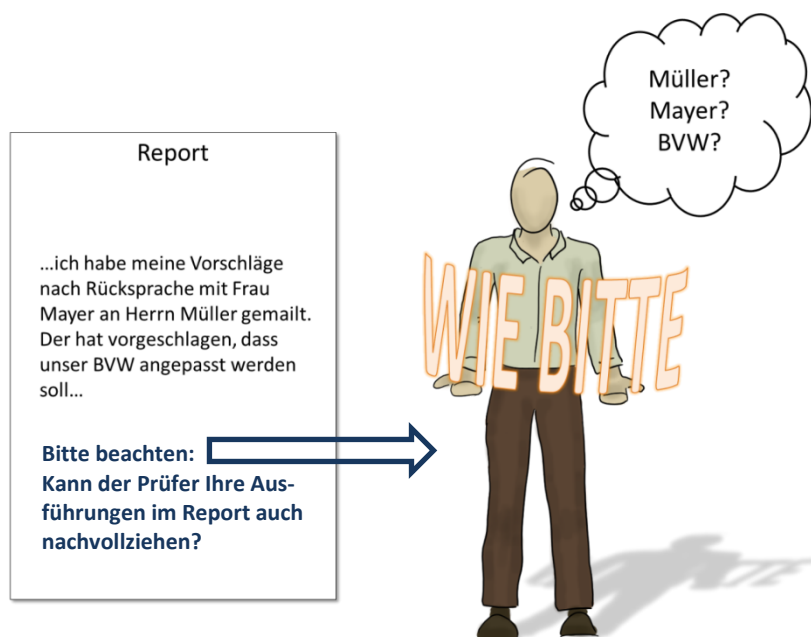 Report
...ich habe meine Vorschläge
nach Rücksprache mit Frau
Mayer an Herrn Müller gemailt.
Der hat vorgeschlagen, dass
unser BVW angepasst werden
soll...
Bitte beachten:
Kann der Prüfer Ihre Aus-
führungen im Report auch
nachvollziehen?
Müller?
Mayer?
BVW?
WIE BITTE